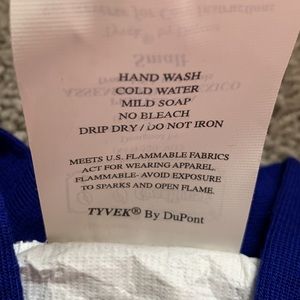 HAND WASH
COLD WATER
MILD SOAP
NO BLEACH
DRIP DRY / DO NOT IRON
MEETS U.S. FLAMMABLE FABRICS
ACT FOR WEARING APPAREL.
FLAMMABLE- AVOID EXPOSURE
TO SPARKS AND OPEN FLAME.
TYVEK® By DuPont